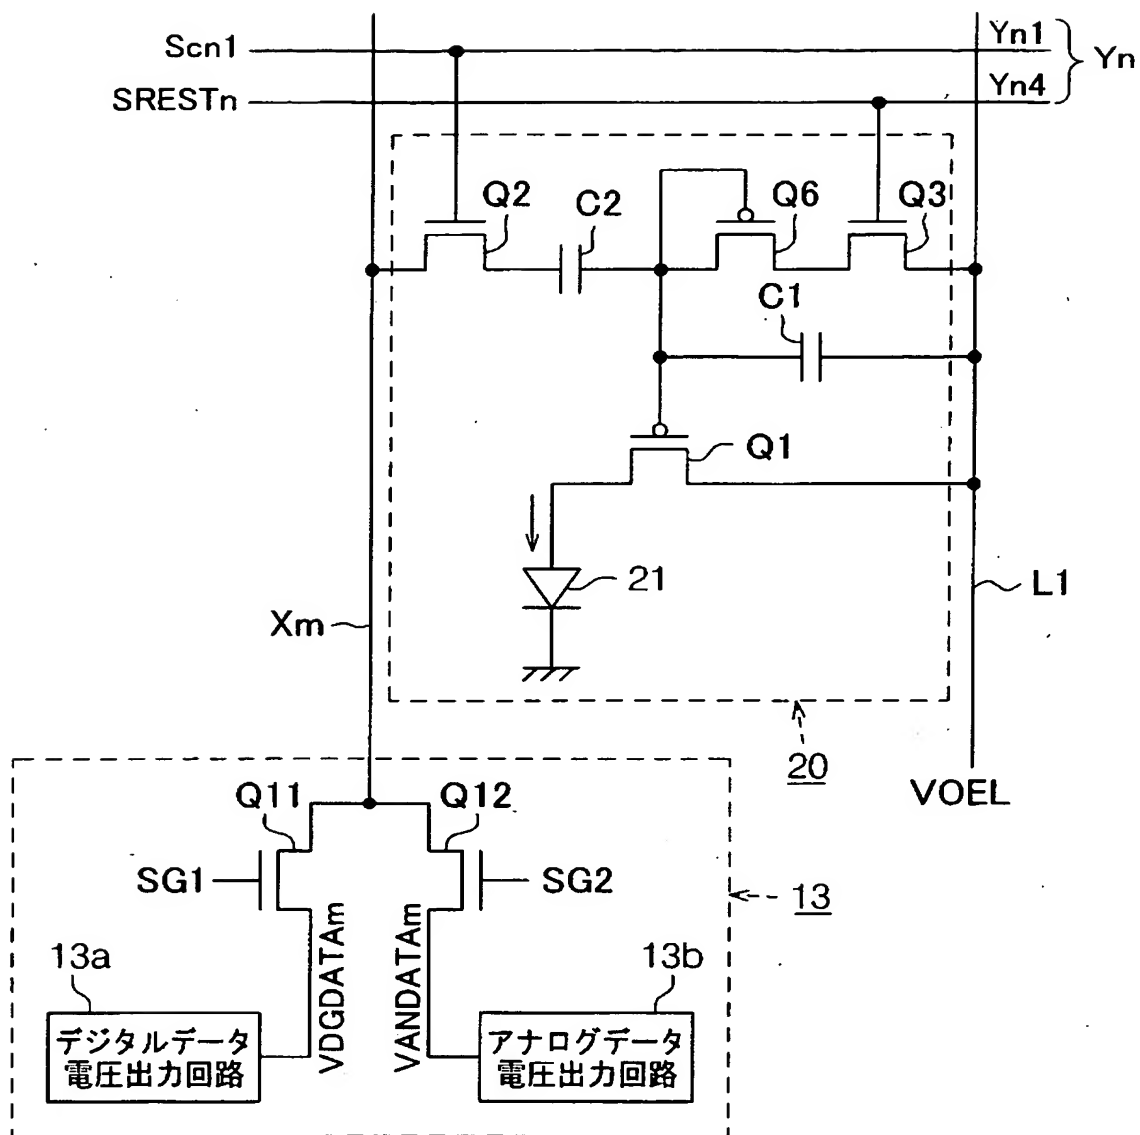 Scn1
Yn1
Yn
SRESTn
Yn4
Q2
C2
Q6
Q3
C1
Q1
21
L1
Xm
20
VOEL
Q11
Q12
SG1
SG2
13
VDGDATAm
VANDATAm
13a
13b
デジタルデータ
電圧出力回路
アナログデータ
電圧出力回路